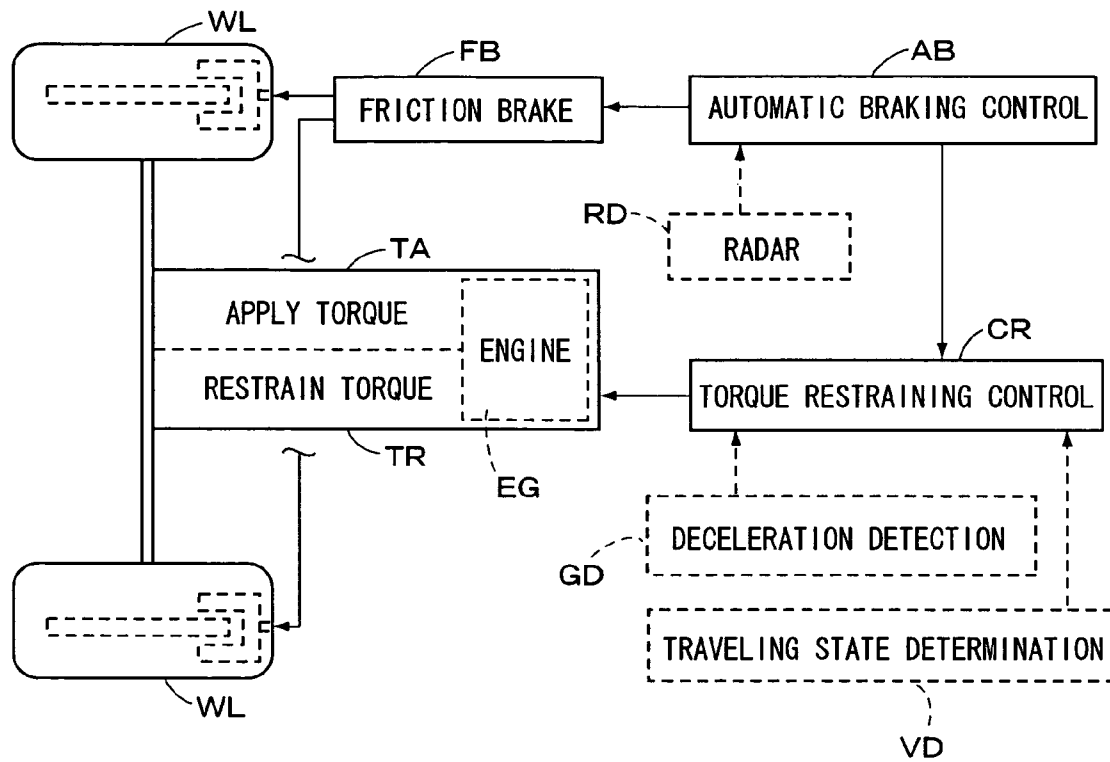 WL
FB
AB
FRICTION BRAKE
AUTOMATIC BRAKING CONTROL
RD
RADAR
TA
APPLY TORQUE
ENGINE
CR
RESTRAIN TORQUE
TORQUE RESTRAINING CONTROL
TR
EG
DECELERATION DETECTION
GD
TRAVELING STATE DETERMINATION
WL
VD